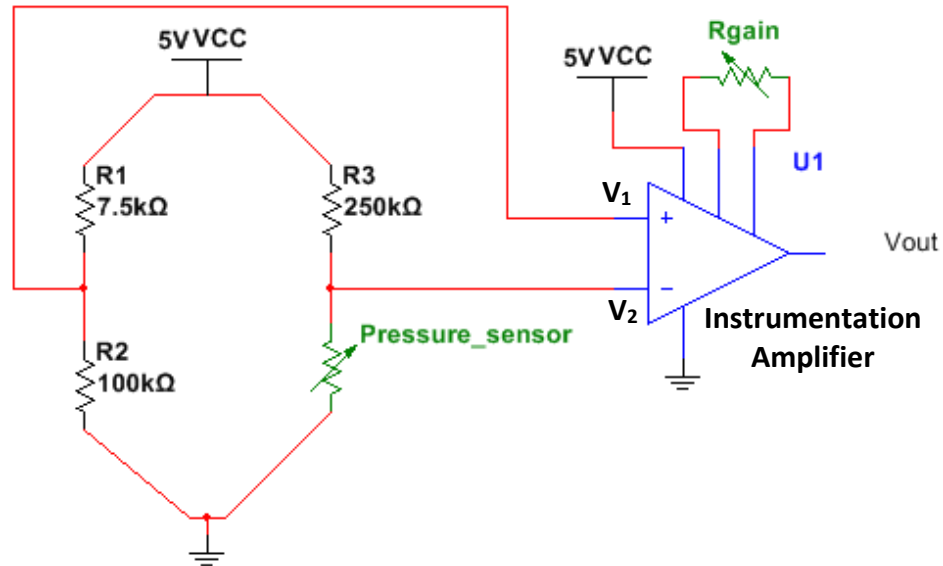 5V VCC
R1
7.5kΩ
R3
250kΩ
R2
100kΩ
Pressure_sensor
5V VCC
Rgain
U1
V1
+
V2
−
Vout
Instrumentation
Amplifier